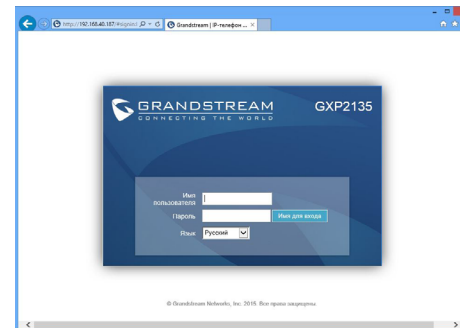 http://192.168.40.187/#signin:l
Grandstream | IP-телефон ...
GRANDSTREAM
CONNECTING THE WORLD
GXP2135
Имя пользователя
Пароль
Имя для входа
Язык
Русский
© Grandstream Networks, Inc. 2015. Все права защищены.